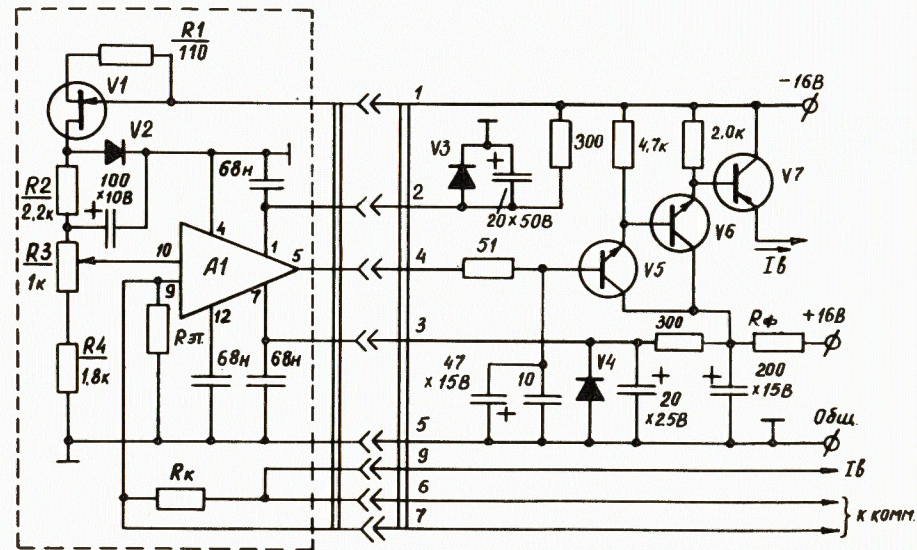 R1
110
V1
V2
R2
2,2к
100
×10В
68н
R3
1к
10
9
4
1
5
7
12
А1
Rэт.
68н
68н
R4
1,8к
Rк
1
2
4
3
5
9
6
7
-16В
V3
20×50В
300
4,7к
2,0к
V7
V6
V5
Iв
51
47
×15В
10
V4
20
×25В
300
Rф
200
×15В
+16В
Общ.
Iв
к комм.